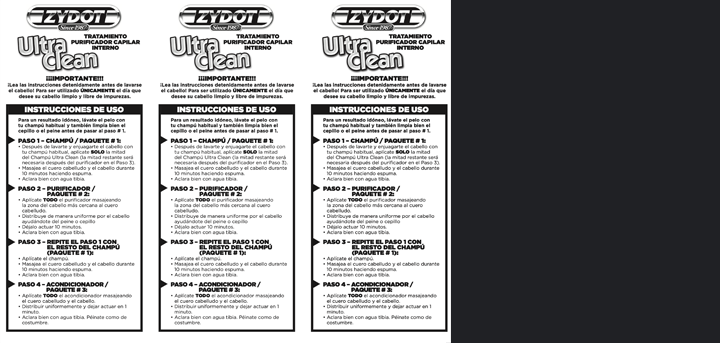 ZYDOT
Since 1987
Ultra
clean
TRATAMIENTO
PURIFICADOR CAPILAR
INTERNO
¡¡¡¡IMPORTANTE!!!!
¡Lea las instrucciones detenidamente antes de lavarse
el cabello! Para ser utilizado ÚNICAMENTE el día que
desee su cabello limpio y libre de impurezas.
INSTRUCCIONES DE USO
Para un resultado idóneo, lávate el pelo con
tu champú habitual y también limpia bien el
cepillo o el peine antes de pasar al paso # 1.
PASO 1 – CHAMPÚ / PAQUETE # 1:
• Después de lavarte y enjuagarte el cabello con
tu champú habitual, aplícate SOLO la mitad
del Champú Ultra Clean (la mitad restante será
necesaria después del purificador en el Paso 3).
• Masajea el cuero cabelludo y el cabello durante
10 minutos haciendo espuma.
• Aclara bien con agua tibia.
PASO 2 – PURIFICADOR /
PAQUETE # 2:
• Aplícate TODO el purificador masajeando
la zona del cabello más cercana al cuero
cabelludo.
• Distribuye de manera uniforme por el cabello
ayudándote del peine o cepillo
• Déjalo actuar 10 minutos.
• Aclara bien con agua tibia.
PASO 3 – REPITE EL PASO 1 CON
EL RESTO DEL CHAMPÚ
(PAQUETE # 1):
• Aplícate el champú.
• Masajea el cuero cabelludo y el cabello durante
10 minutos haciendo espuma.
• Aclara bien con agua tibia.
PASO 4 – ACONDICIONADOR /
PAQUETE # 3:
• Aplícate TODO el acondicionador masajeando
el cuero cabelludo y el cabello.
• Distribuir uniformemente y dejar actuar en 1
minuto.
• Aclara bien con agua tibia. Péinate como de
costumbre.
ZYDOT
Since 1987
Ultra
clean
TRATAMIENTO
PURIFICADOR CAPILAR
INTERNO
¡¡¡¡IMPORTANTE!!!!
¡Lea las instrucciones detenidamente antes de lavarse
el cabello! Para ser utilizado ÚNICAMENTE el día que
desee su cabello limpio y libre de impurezas.
INSTRUCCIONES DE USO
Para un resultado idóneo, lávate el pelo con
tu champú habitual y también limpia bien el
cepillo o el peine antes de pasar al paso # 1.
PASO 1 – CHAMPÚ / PAQUETE # 1:
• Después de lavarte y enjuagarte el cabello con
tu champú habitual, aplícate SOLO la mitad
del Champú Ultra Clean (la mitad restante será
necesaria después del purificador en el Paso 3).
• Masajea el cuero cabelludo y el cabello durante
10 minutos haciendo espuma.
• Aclara bien con agua tibia.
PASO 2 – PURIFICADOR /
PAQUETE # 2:
• Aplícate TODO el purificador masajeando
la zona del cabello más cercana al cuero
cabelludo.
• Distribuye de manera uniforme por el cabello
ayudándote del peine o cepillo
• Déjalo actuar 10 minutos.
• Aclara bien con agua tibia.
PASO 3 – REPITE EL PASO 1 CON
EL RESTO DEL CHAMPÚ
(PAQUETE # 1):
• Aplícate el champú.
• Masajea el cuero cabelludo y el cabello durante
10 minutos haciendo espuma.
• Aclara bien con agua tibia.
PASO 4 – ACONDICIONADOR /
PAQUETE # 3:
• Aplícate TODO el acondicionador masajeando
el cuero cabelludo y el cabello.
• Distribuir uniformemente y dejar actuar en 1
minuto.
• Aclara bien con agua tibia. Péinate como de
costumbre.
ZYDOT
Since 1987
Ultra
clean
TRATAMIENTO
PURIFICADOR CAPILAR
INTERNO
¡¡¡¡IMPORTANTE!!!!
¡Lea las instrucciones detenidamente antes de lavarse
el cabello! Para ser utilizado ÚNICAMENTE el día que
desee su cabello limpio y libre de impurezas.
INSTRUCCIONES DE USO
Para un resultado idóneo, lávate el pelo con
tu champú habitual y también limpia bien el
cepillo o el peine antes de pasar al paso # 1.
PASO 1 – CHAMPÚ / PAQUETE # 1:
• Después de lavarte y enjuagarte el cabello con
tu champú habitual, aplícate SOLO la mitad
del Champú Ultra Clean (la mitad restante será
necesaria después del purificador en el Paso 3).
• Masajea el cuero cabelludo y el cabello durante
10 minutos haciendo espuma.
• Aclara bien con agua tibia.
PASO 2 – PURIFICADOR /
PAQUETE # 2:
• Aplícate TODO el purificador masajeando
la zona del cabello más cercana al cuero
cabelludo.
• Distribuye de manera uniforme por el cabello
ayudándote del peine o cepillo
• Déjalo actuar 10 minutos.
• Aclara bien con agua tibia.
PASO 3 – REPITE EL PASO 1 CON
EL RESTO DEL CHAMPÚ
(PAQUETE # 1):
• Aplícate el champú.
• Masajea el cuero cabelludo y el cabello durante
10 minutos haciendo espuma.
• Aclara bien con agua tibia.
PASO 4 – ACONDICIONADOR /
PAQUETE # 3:
• Aplícate TODO el acondicionador masajeando
el cuero cabelludo y el cabello.
• Distribuir uniformemente y dejar actuar en 1
minuto.
• Aclara bien con agua tibia. Péinate como de
costumbre.